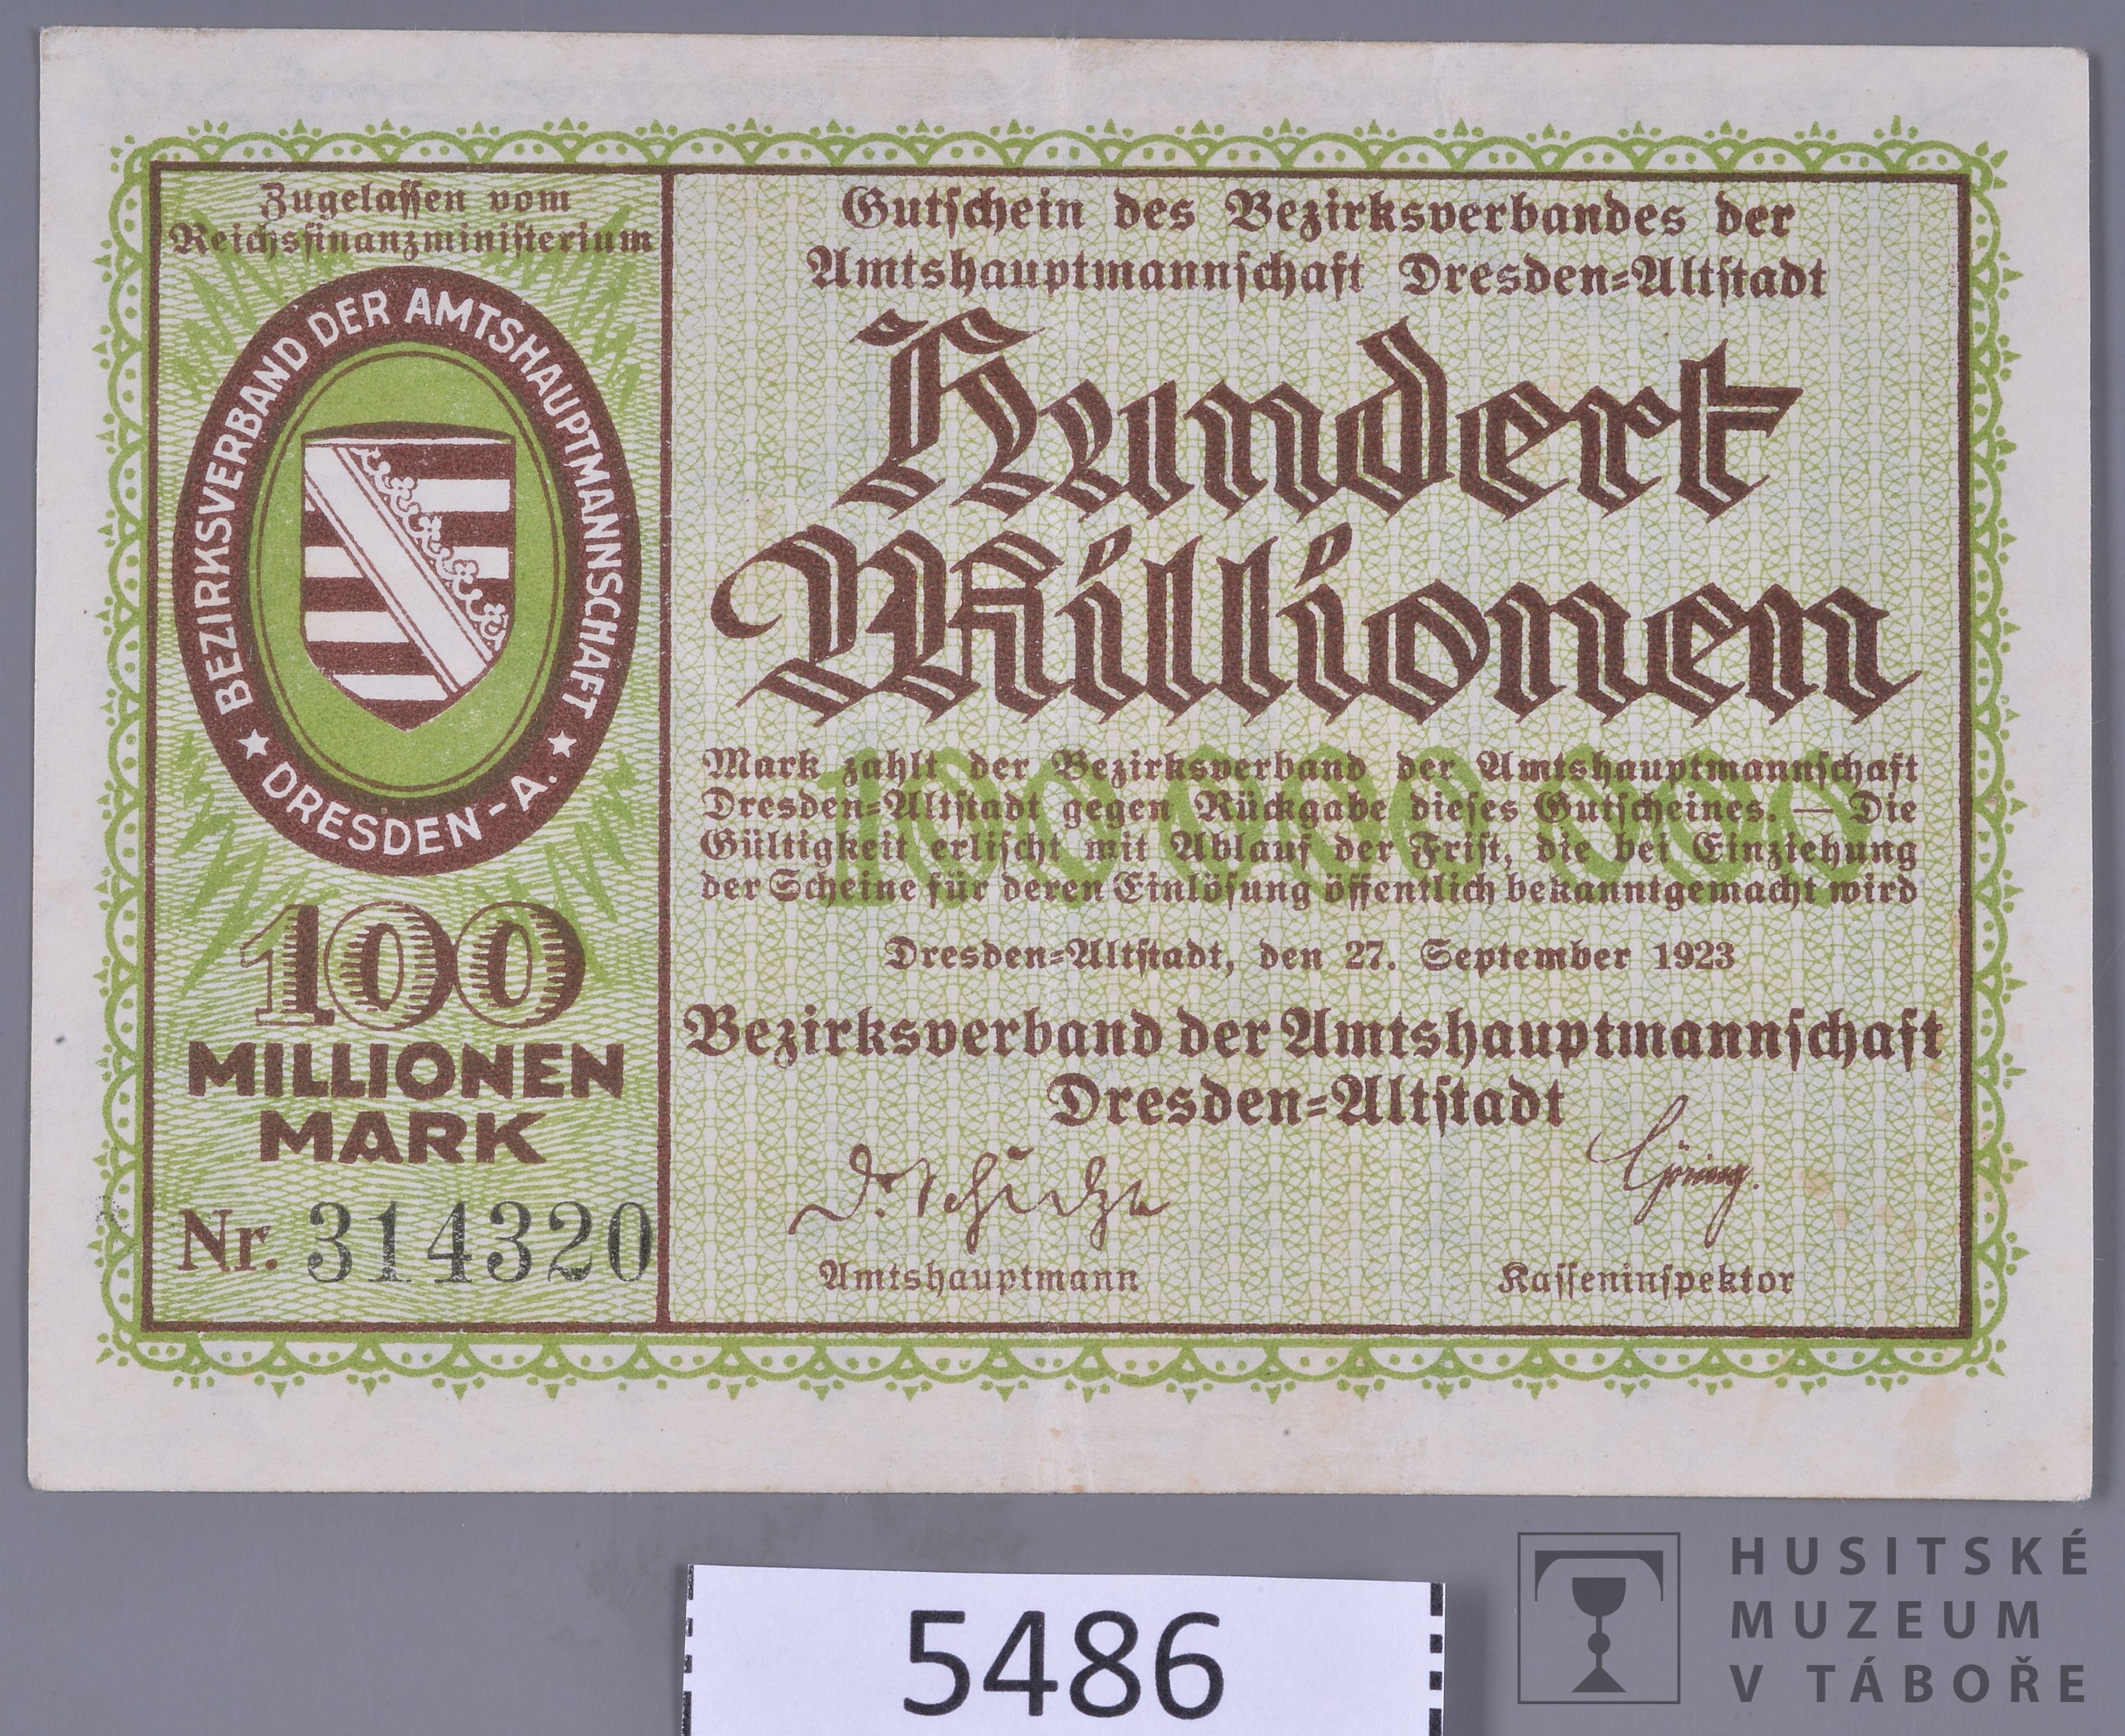 Zugelassen vom
Reichsfinanzministerium
BEZIRKSVERBAND DER AMTSHAUPTMANNSCHAFT
★ DRESDEN-A. ★
100
MILLIONEN
MARK
Nr. 314320
Gutschein des Bezirksverbandes der
Amtshauptmannschaft Dresden=Altstadt
Hundert
Millionen
100 000 000
Mark zahlt der Bezirksverband der Amtshauptmannschaft
Dresden=Altstadt gegen Rückgabe dieses Gutscheines. — Die
Gültigkeit erlischt mit Ablauf der Frist, die bei Einziehung
der Scheine für deren Einlösung öffentlich bekanntgemacht wird
Dresden=Altstadt, den 27. September 1923
Bezirksverband der Amtshauptmannschaft
Dresden=Altstadt
Amtshauptmann
Kasseninspektor
5486
HUSITSKÉ
MUZEUM
V TÁBOŘE